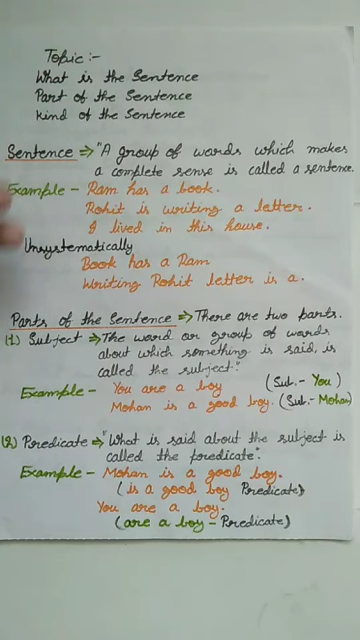 Topic :-
What is the Sentence
Part of the Sentence
Kind of the Sentence
Sentence ⇒ "A group of words which makes
a complete sense is called a sentence.
Example - Ram has a book.
Rohit is writing a letter.
I lived in this house.
Unsystematically
Book has a Ram
Writing Rohit letter is a.
Parts of the Sentence ⇒ There are two parts.
(1) Subject ⇒ The word or group of words
about which something is said, is
called the subject."
Example - You are a boy (Sub. - You)
Mohan is a good boy. (Sub.- Mohan)
(2) Predicate ⇒ "What is said about the subject is
called the predicate".
Example - Mohan is a good boy.
(is a good boy Predicate)
You are a boy.
(are a boy - Predicate)